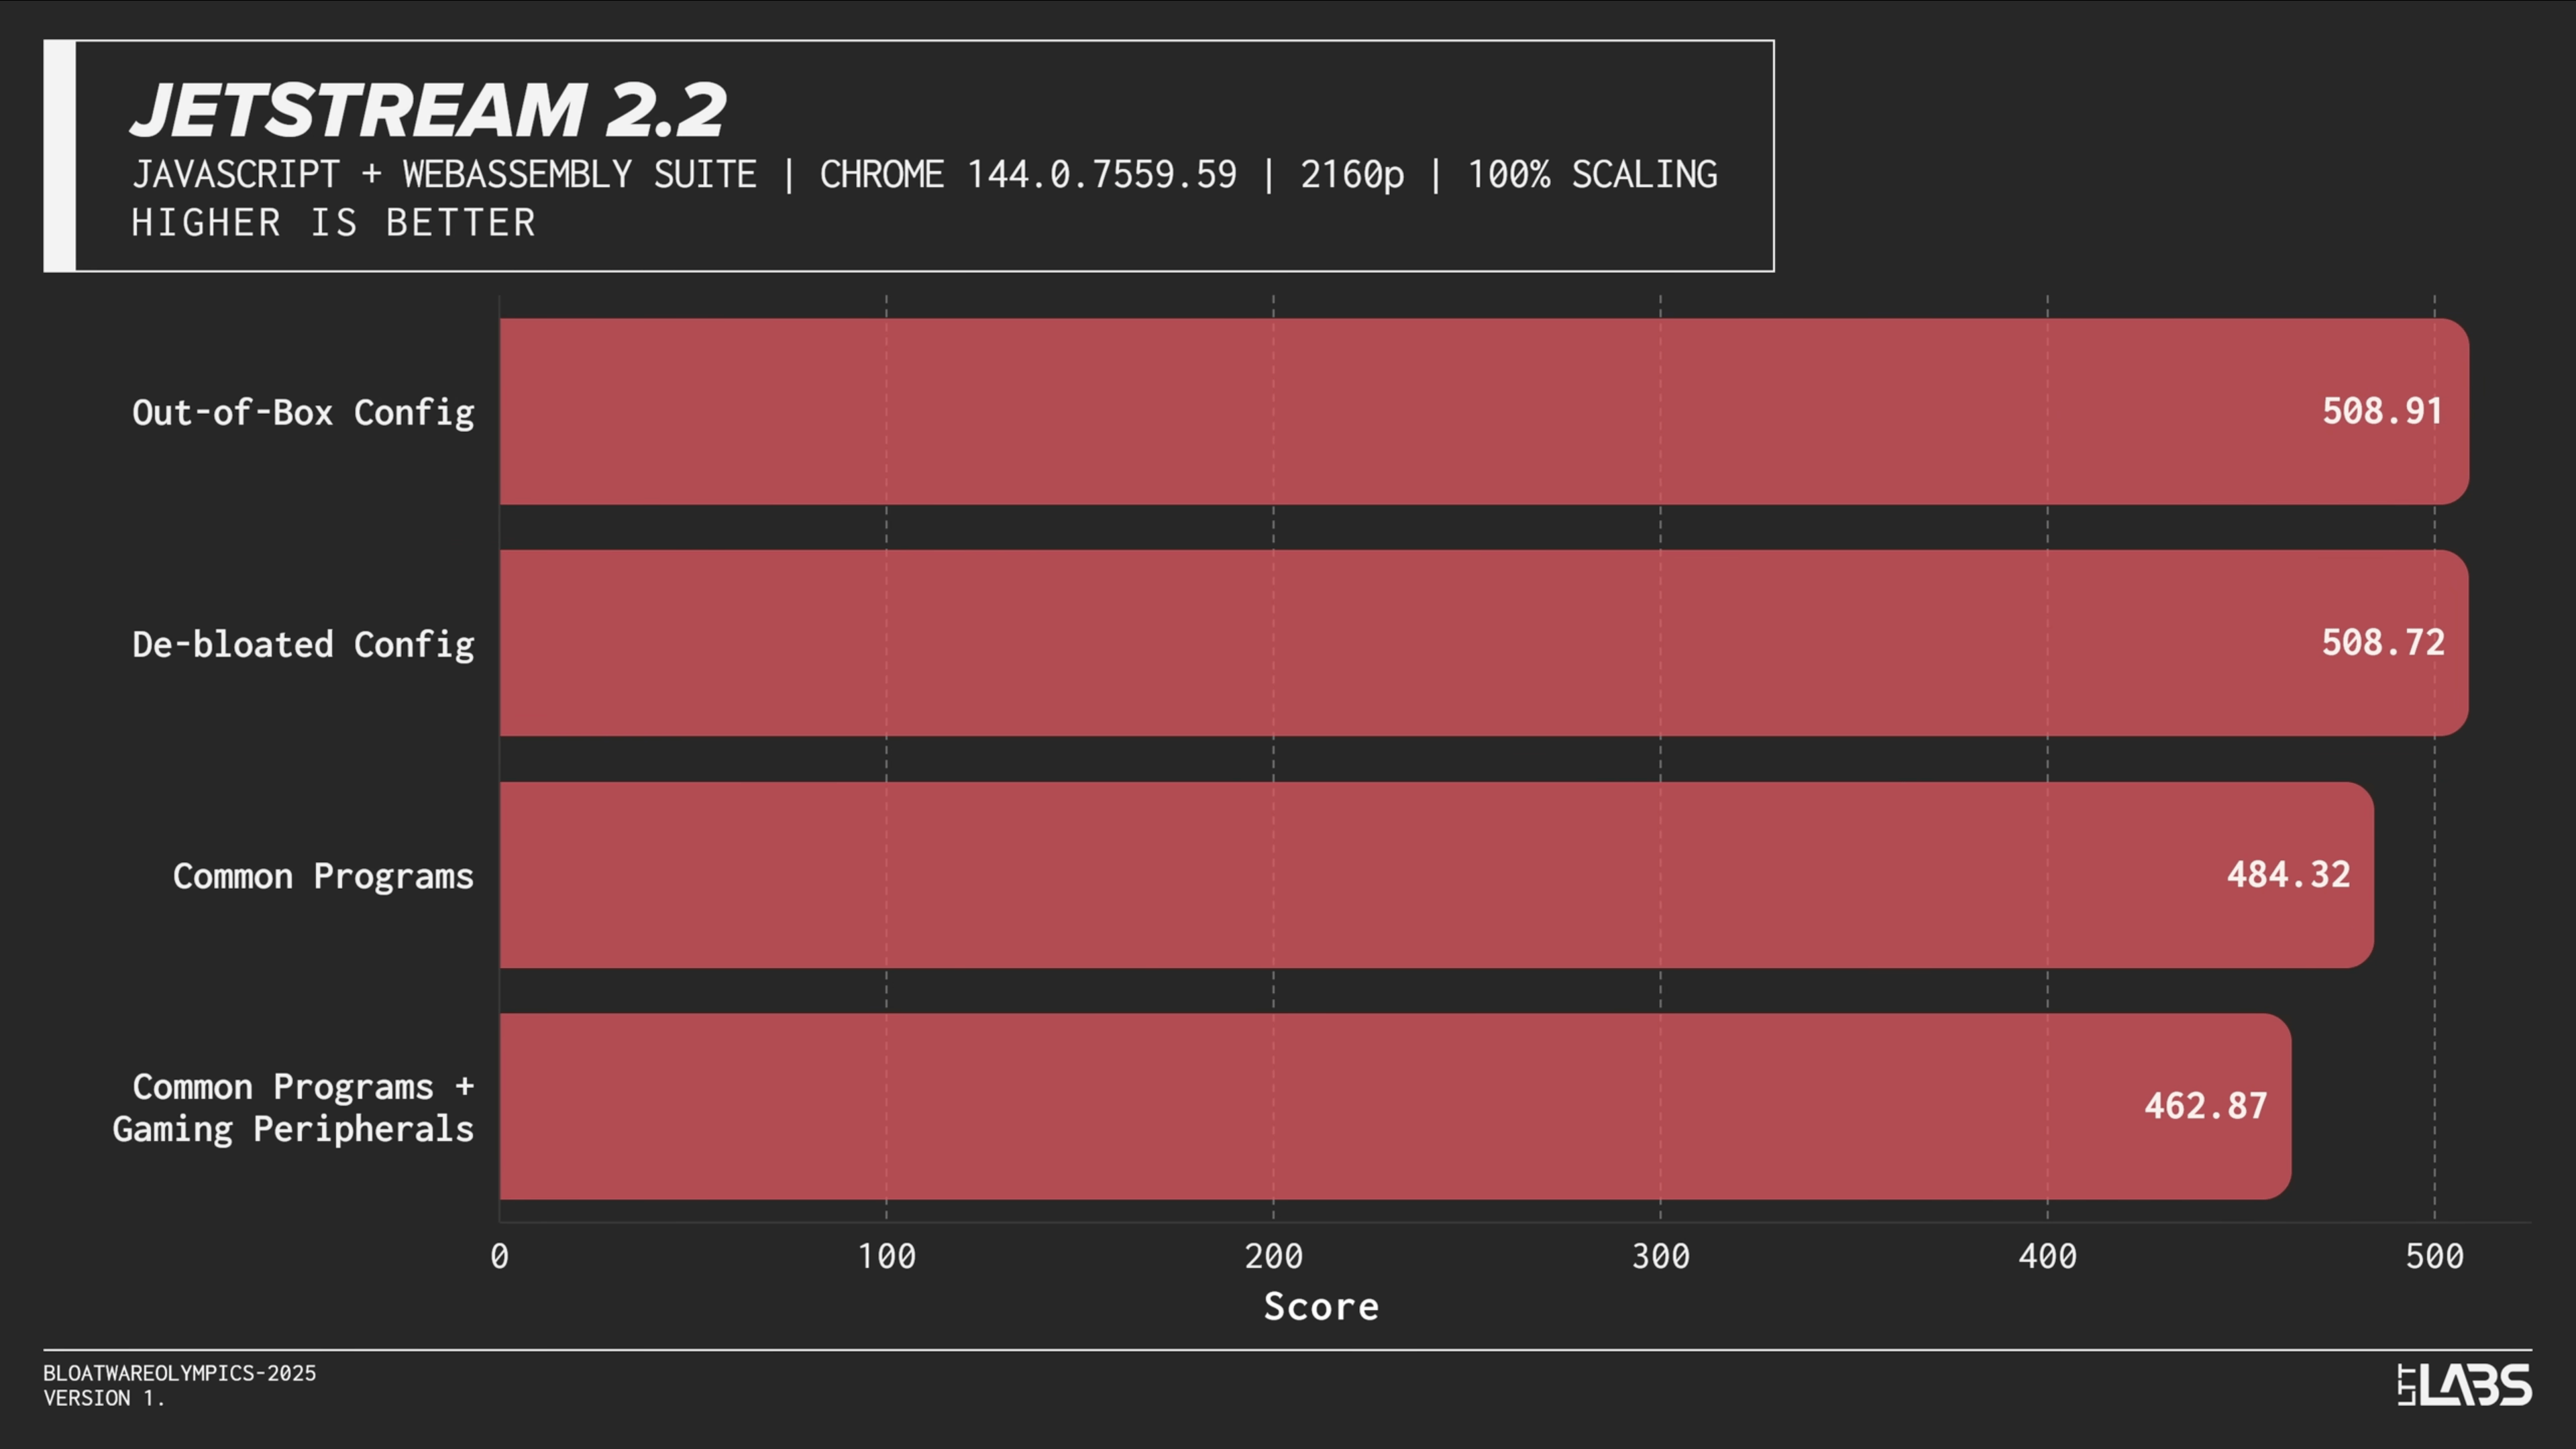 JETSTREAM 2.2
JAVASCRIPT + WEBASSEMBLY SUITE | CHROME 144.0.7559.59 | 2160p | 100% SCALING
HIGHER IS BETTER
Out-of-Box Config
508.91
De-bloated Config
508.72
Common Programs
484.32
Common Programs +
Gaming Peripherals
462.87
0 100 200 300 400 500
Score
BLOATWAREOLYMPICS-2025
VERSION 1.
LTT LABS